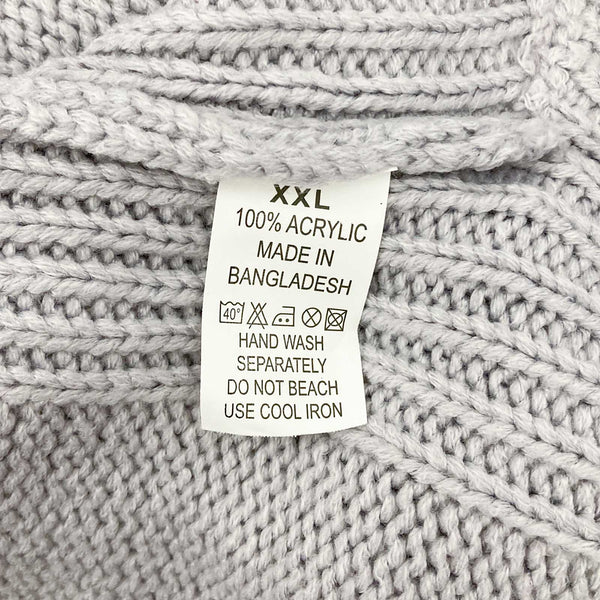 XXL
100% ACRYLIC
MADE IN
BANGLADESH
40°
HAND WASH
SEPARATELY
DO NOT BEACH
USE COOL IRON